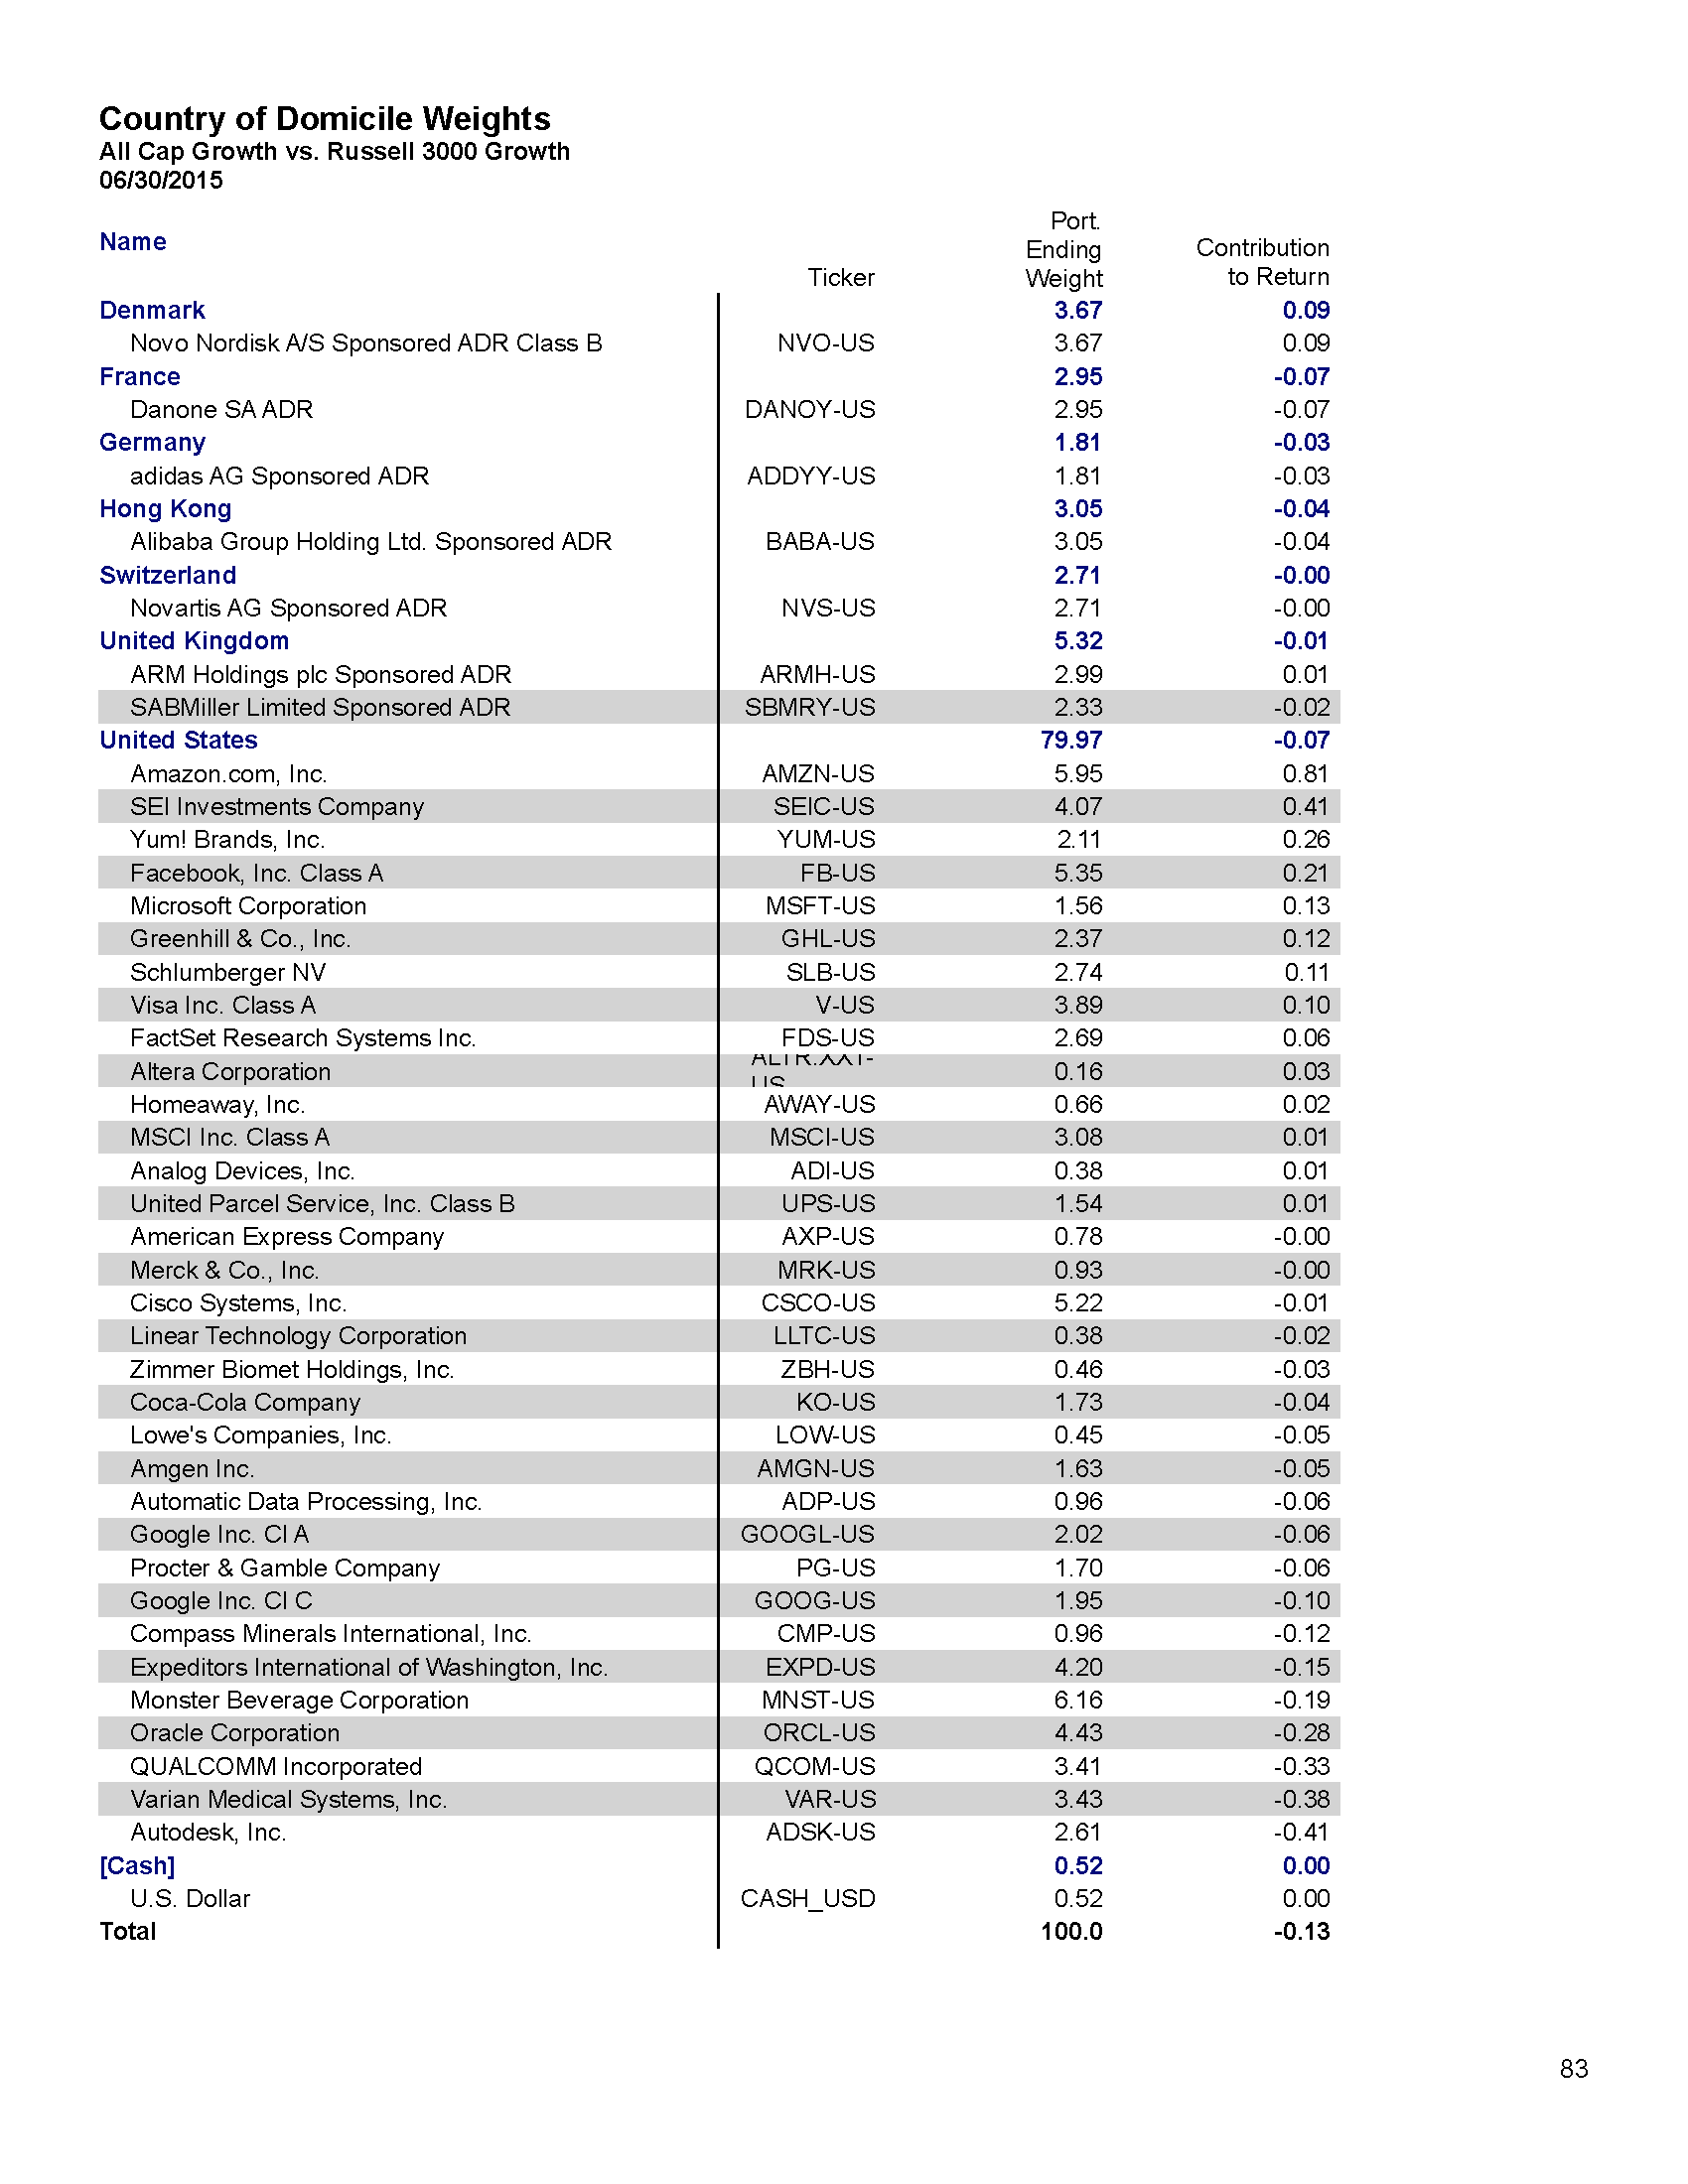 Country of Domicile Weights
All Cap Growth vs. Russell 3000 Growth
06/30/2015
Name Ticker Port. Ending Weight Contribution to Return
Denmark 3.67 0.09
Novo Nordisk A/S Sponsored ADR Class B NVO-US 3.67 0.09
France 2.95 -0.07
Danone SA ADR DANOY-US 2.95 -0.07
Germany 1.81 -0.03
adidas AG Sponsored ADR ADDYY-US 1.81 -0.03
Hong Kong 3.05 -0.04
Alibaba Group Holding Ltd. Sponsored ADR BABA-US 3.05 -0.04
Switzerland 2.71 -0.00
Novartis AG Sponsored ADR NVS-US 2.71 -0.00
United Kingdom 5.32 -0.01
ARM Holdings plc Sponsored ADR ARMH-US 2.99 0.01
SABMiller Limited Sponsored ADR SBMRY-US 2.33 -0.02
United States 79.97 -0.07
Amazon.com, Inc. AMZN-US 5.95 0.81
SEI Investments Company SEIC-US 4.07 0.41
Yum! Brands, Inc. YUM-US 2.11 0.26
Facebook, Inc. Class A FB-US 5.35 0.21
Microsoft Corporation MSFT-US 1.56 0.13
Greenhill & Co., Inc. GHL-US 2.37 0.12
Schlumberger NV SLB-US 2.74 0.11
Visa Inc. Class A V-US 3.89 0.10
FactSet Research Systems Inc. FDS-US 2.69 0.06
Altera Corporation 0.16 0.03
Homeaway, Inc. AWAY-US 0.66 0.02
MSCI Inc. Class A MSCI-US 3.08 0.01
Analog Devices, Inc. ADI-US 0.38 0.01
United Parcel Service, Inc. Class B UPS-US 1.54 0.01
American Express Company AXP-US 0.78 -0.00
Merck & Co., Inc. MRK-US 0.93 -0.00
Cisco Systems, Inc. CSCO-US 5.22 -0.01
Linear Technology Corporation LLTC-US 0.38 -0.02
Zimmer Biomet Holdings, Inc. ZBH-US 0.46 -0.03
Coca-Cola Company KO-US 1.73 -0.04
Lowe's Companies, Inc. LOW-US 0.45 -0.05
Amgen Inc. AMGN-US 1.63 -0.05
Automatic Data Processing, Inc. ADP-US 0.96 -0.06
Google Inc. Cl A GOOGL-US 2.02 -0.06
Procter & Gamble Company PG-US 1.70 -0.06
Google Inc. Cl C GOOG-US 1.95 -0.10
Compass Minerals International, Inc. CMP-US 0.96 -0.12
Expeditors International of Washington, Inc. EXPD-US 4.20 -0.15
Monster Beverage Corporation MNST-US 6.16 -0.19
Oracle Corporation ORCL-US 4.43 -0.28
QUALCOMM Incorporated QCOM-US 3.41 -0.33
Varian Medical Systems, Inc. VAR-US 3.43 -0.38
Autodesk, Inc. ADSK-US 2.61 -0.41
[Cash] 0.52 0.00
U.S. Dollar CASH_USD 0.52 0.00
Total 100.0 -0.13
83